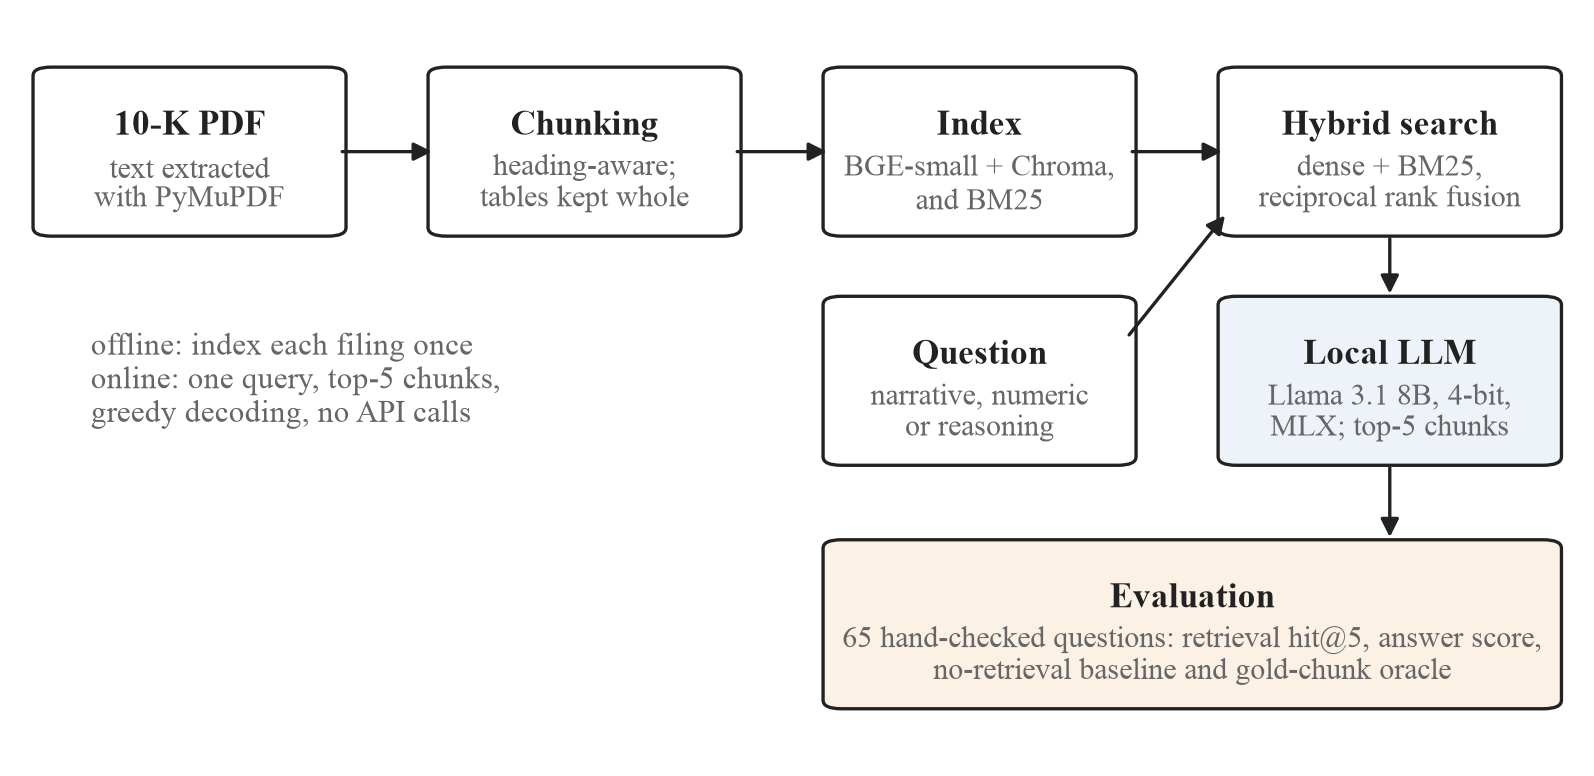 10-K PDF
text extracted
with PyMuPDF
Chunking
heading-aware;
tables kept whole
Index
BGE-small + Chroma,
and BM25
Hybrid search
dense + BM25,
reciprocal rank fusion
offline: index each filing once
online: one query, top-5 chunks,
greedy decoding, no API calls
Question
narrative, numeric
or reasoning
Local LLM
Llama 3.1 8B, 4-bit,
MLX; top-5 chunks
Evaluation
65 hand-checked questions: retrieval hit@5, answer score,
no-retrieval baseline and gold-chunk oracle